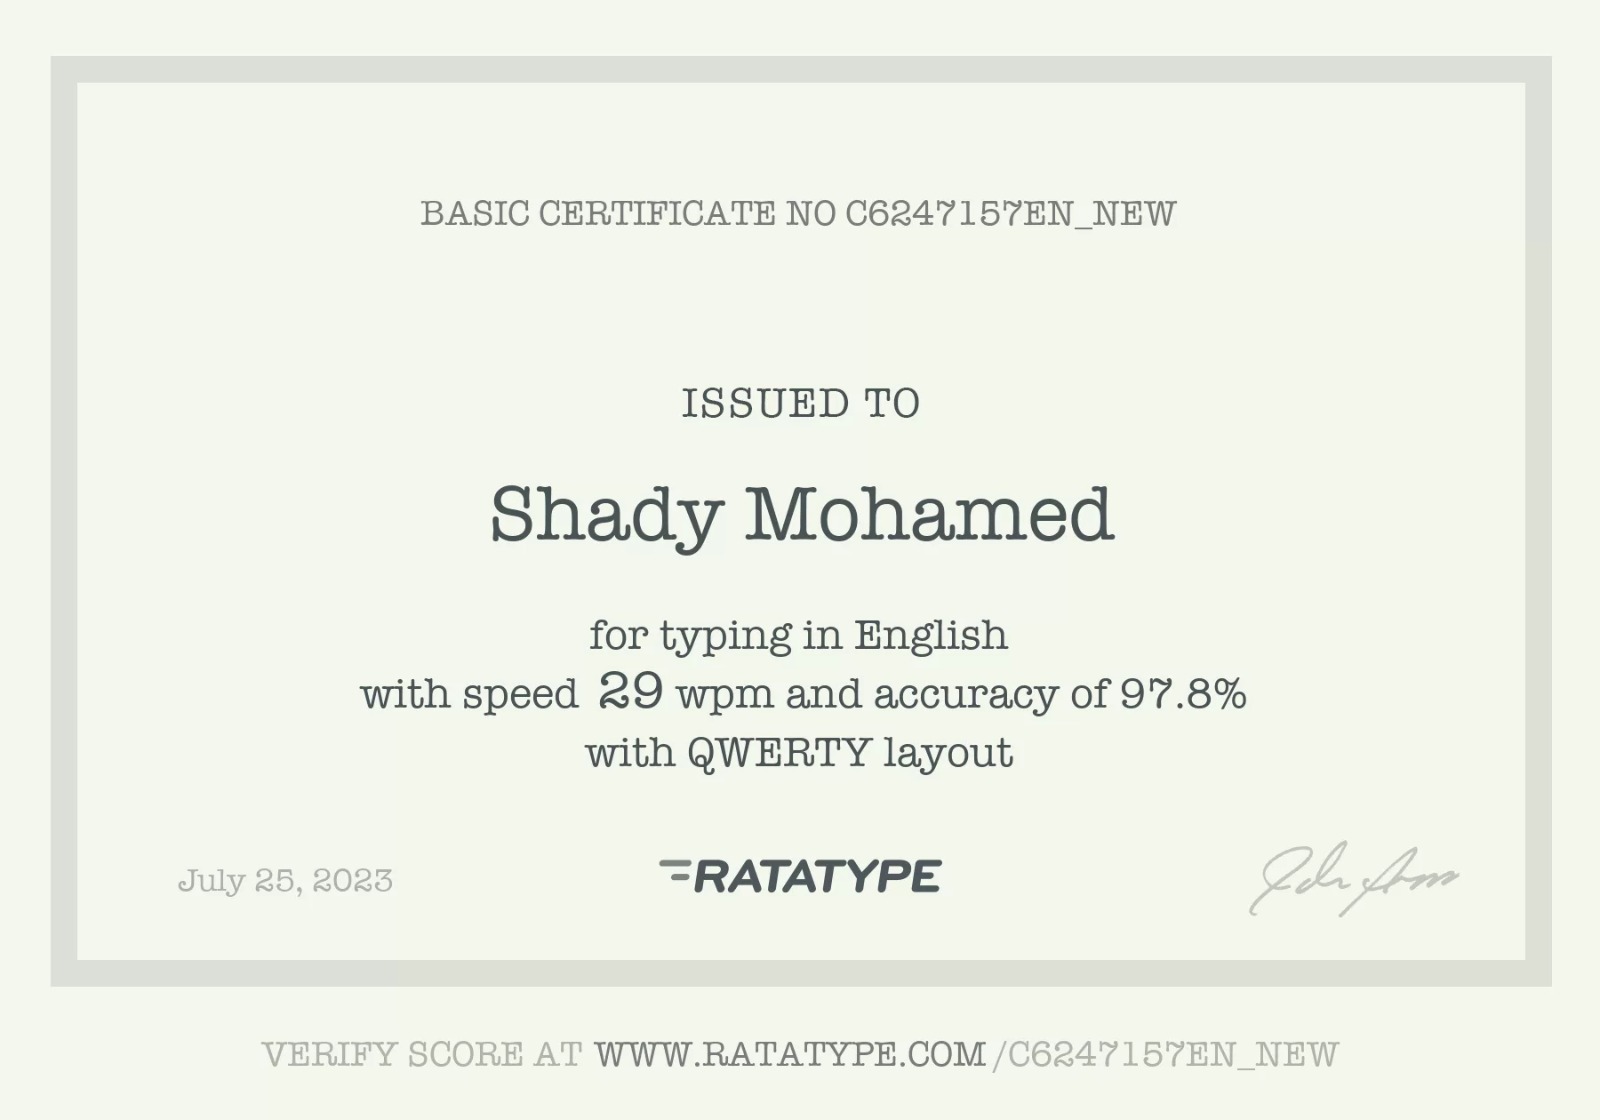 BASIC CERTIFICATE NO C6247157EN_NEW
ISSUED TO
Shady Mohamed
for typing in English
with speed 29 wpm and accuracy of 97.8%
with QWERTY layout
July 25, 2023
RATATYPE
VERIFY SCORE AT WWW.RATATYPE.COM/C6247157EN_NEW